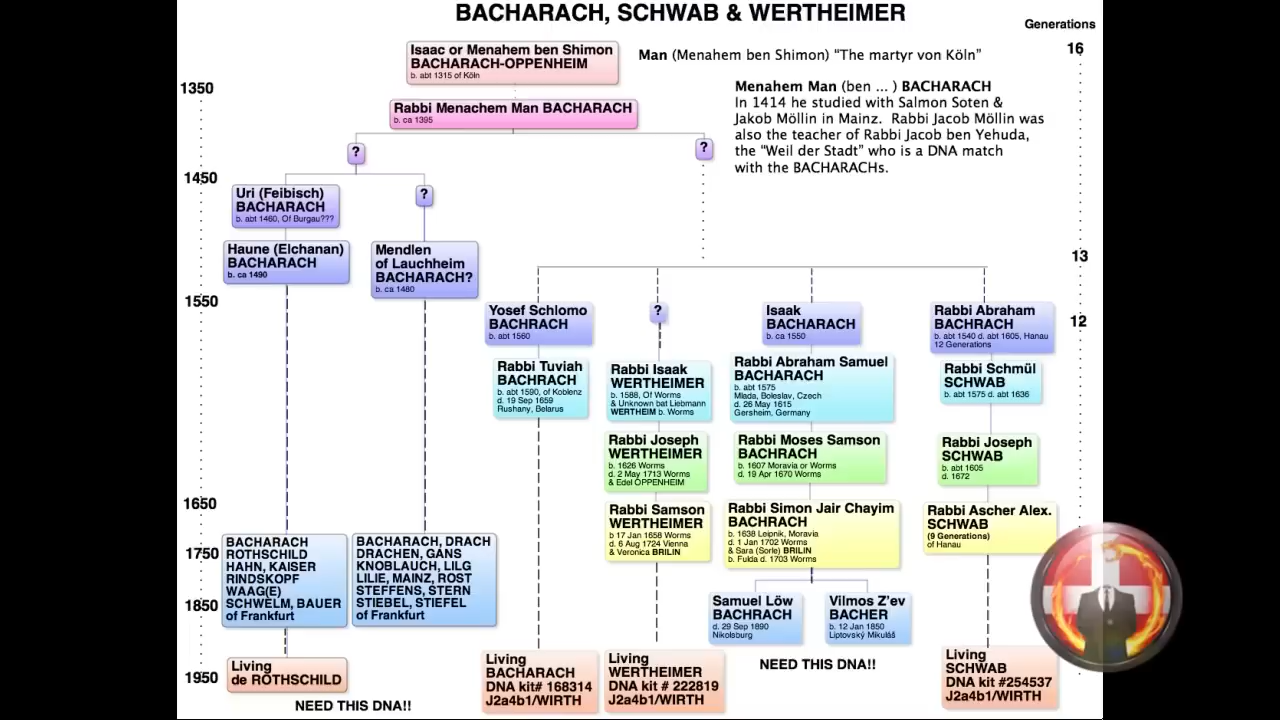 BACHARACH, SCHWAB & WERTHEIMER
Generations
16
Isaac or Menahem ben Shimon
BACHARACH-OPPENHEIM
b. abt 1315 of Köln
Man (Menahem ben Shimon) "The martyr von Köln"
1350
Menahem Man (ben ... ) BACHARACH
In 1414 he studied with Salmon Soten &
Jakob Möllin in Mainz. Rabbi Jacob Möllin was
also the teacher of Rabbi Jacob ben Yehuda,
the "Weil der Stadt" who is a DNA match
with the BACHARACHs.
Rabbi Menachem Man BACHARACH
b. ca 1395
?
?
1450
Uri (Feibisch)
BACHARACH
b. abt 1460, Of Burgau???
?
Haune (Elchanan)
BACHARACH
b. ca 1490
Mendlen
of Lauchheim
BACHARACH?
b. ca 1480
13
1550
12
Yosef Schlomo
BACHRACH
b. abt 1560
?
Isaak
BACHARACH
b. ca 1550
Rabbi Abraham
BACHRACH
b. abt 1540 d. abt 1605, Hanau
12 Generations
Rabbi Tuviah
BACHRACH
b. abt 1590, of Koblenz
d. 19 Sep 1659
Rushany, Belarus
Rabbi Isaak
WERTHEIMER
b. 1588, Of Worms
& Unknown bat Liebmann
WERTHEIM b. Worms
Rabbi Abraham Samuel
BACHARACH
b. abt 1575
Mlada, Boleslav, Czech
d. 26 May 1615
Gersheim, Germany
Rabbi Schmül
SCHWAB
b. abt 1575 d. abt 1636
Rabbi Joseph
WERTHEIMER
b. 1626 Worms
d. 2 May 1713 Worms
& Edel OPPENHEIM
Rabbi Moses Samson
BACHRACH
b. 1607 Moravia or Worms
d. 19 Apr 1670 Worms
Rabbi Joseph
SCHWAB
b. abt 1605
d. 1672
1650
Rabbi Samson
WERTHEIMER
b 17 Jan 1658 Worms
d. 6 Aug 1724 Vienna
& Veronica BRILIN
Rabbi Simon Jair Chayim
BACHRACH
b. 1638 Leipnik, Moravia
d. 1 Jan 1702 Worms
& Sara (Sorle) BRILIN
b. Fulda d. 1703 Worms
Rabbi Ascher Alex.
SCHWAB
(9 Generations)
of Hanau
1750
BACHARACH
ROTHSCHILD
HAHN, KAISER
RINDSKOPF
WAAG(E)
SCHWELM, BAUER
of Frankfurt
BACHARACH, DRACH
DRACHEN, GANS
KNOBLAUCH, LILG
LILIE, MAINZ, ROST
STEFFENS, STERN
STIEBEL, STIEFEL
of Frankfurt
1850
Samuel Löw
BACHRACH
d. 29 Sep 1890
Nikolsburg
Vilmos Z'ev
BACHER
b. 12 Jan 1850
Liptovský Mikuláš
1950
Living
de ROTHSCHILD
Living
BACHARACH
DNA kit# 168314
J2a4b1/WIRTH
Living
WERTHEIMER
DNA kit # 222819
J2a4b1/WIRTH
NEED THIS DNA!!
Living
SCHWAB
DNA kit #254537
J2a4b1/WIRTH
NEED THIS DNA!!